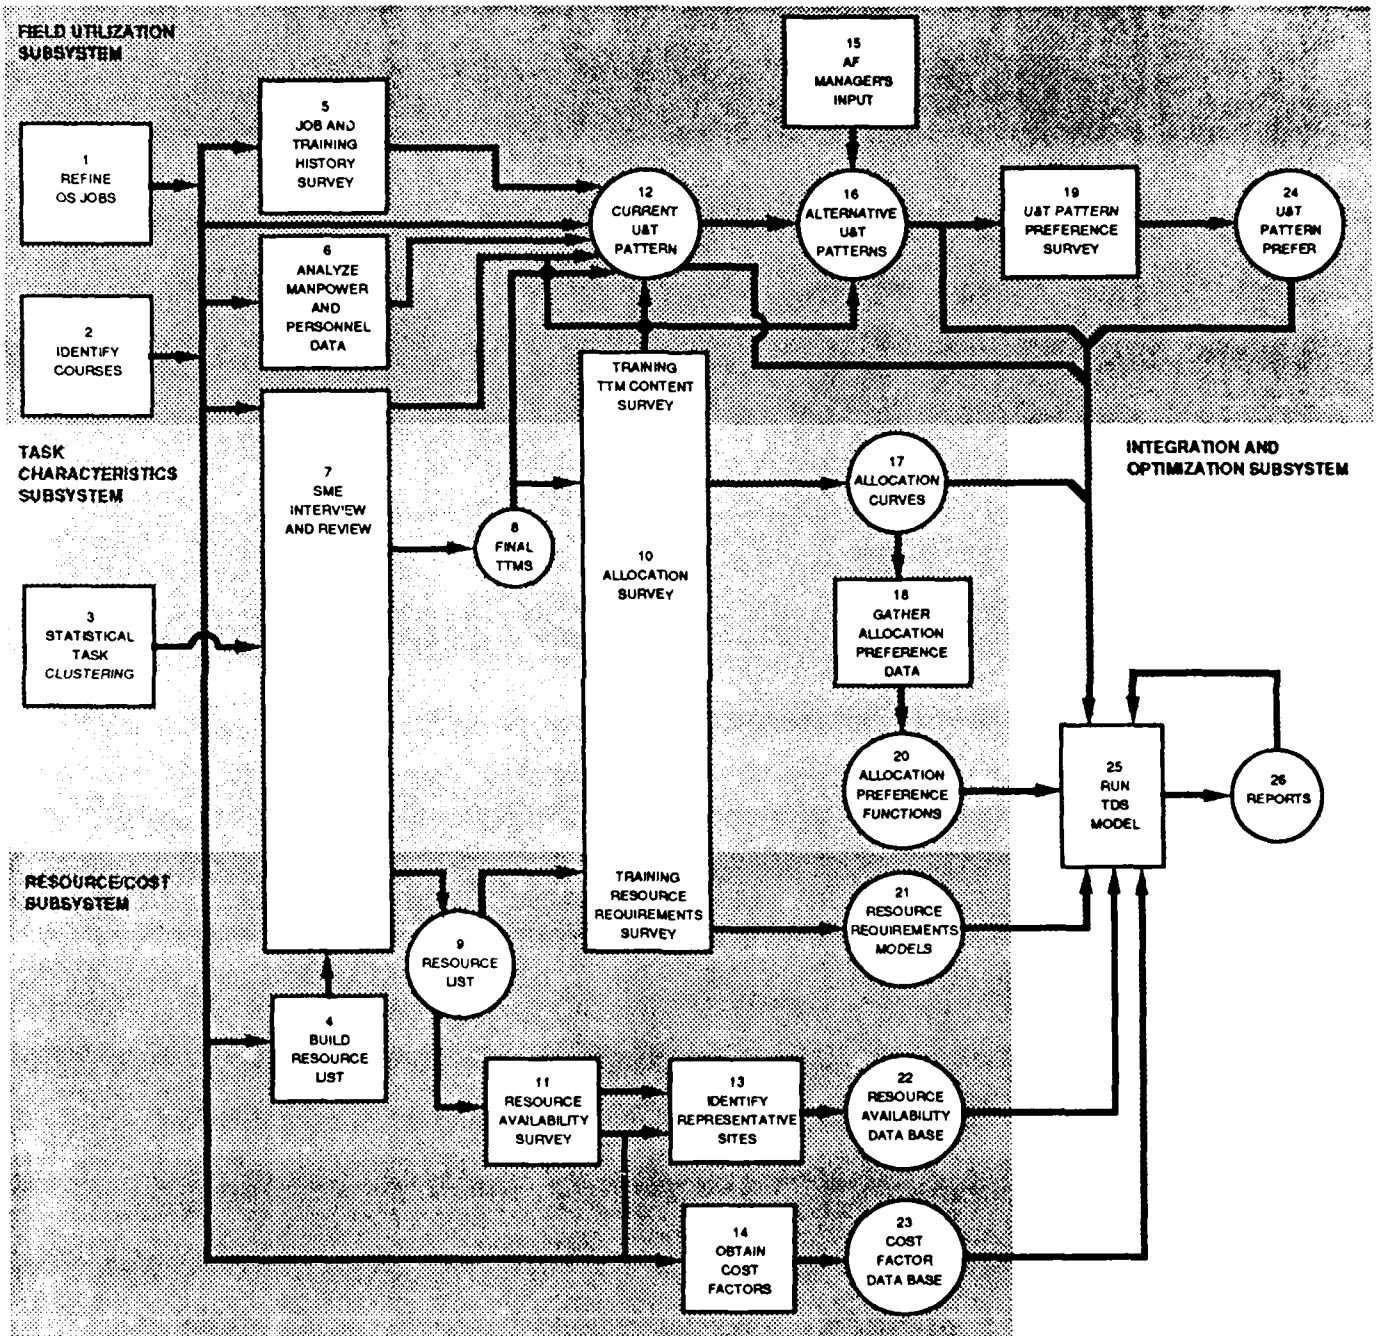 FIELD UTILIZATION
SUBSYSTEM
1
REFINE
OS JOBS
2
IDENTIFY
COURSES
5
JOB AND
TRAINING
HISTORY
SURVEY
6
ANALYZE
MANPOWER
AND
PERSONNEL
DATA
12
CURRENT
U&T
PATTERN
15
AF
MANAGER'S
INPUT
16
ALTERNATIVE
U&T
PATTERNS
19
U&T PATTERN
PREFERENCE
SURVEY
24
U&T
PATTERN
PREFER
TASK
CHARACTERISTICS
SUBSYSTEM
3
STATISTICAL
TASK
CLUSTERING
7
SME
INTERVIEW
AND REVIEW
8
FINAL
TTMS
TRAINING
TTM CONTENT
SURVEY
10
ALLOCATION
SURVEY
TRAINING
RESOURCE
REQUIREMENTS
SURVEY
17
ALLOCATION
CURVES
18
GATHER
ALLOCATION
PREFERENCE
DATA
20
ALLOCATION
PREFERENCE
FUNCTIONS
INTEGRATION AND
OPTIMIZATION SUBSYSTEM
25
RUN
TDS
MODEL
26
REPORTS
RESOURCE/COST
SUBSYSTEM
4
BUILD
RESOURCE
LIST
9
RESOURCE
LIST
21
RESOURCE
REQUIREMENTS
MODELS
11
RESOURCE
AVAILABILITY
SURVEY
13
IDENTIFY
REPRESENTATIVE
SITES
22
RESOURCE
AVAILABILITY
DATA BASE
14
OBTAIN
COST
FACTORS
23
COST
FACTOR
DATA BASE